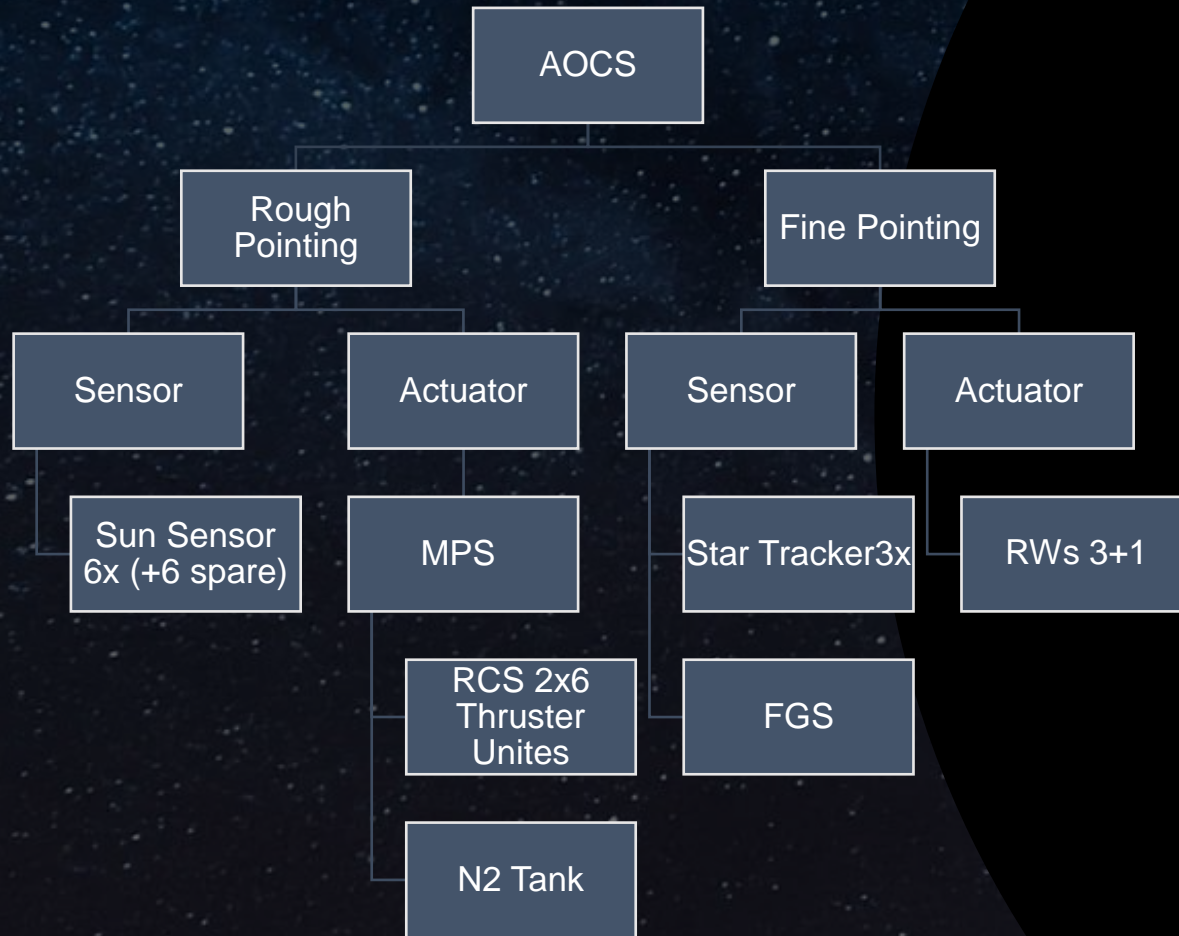 AOCS
Rough
Pointing
Fine Pointing
Sensor
Actuator
Sensor
Actuator
Sun Sensor
6x (+6 spare)
MPS
Star Tracker3x
RWs 3+1
RCS 2x6
Thruster
Unites
FGS
N2 Tank